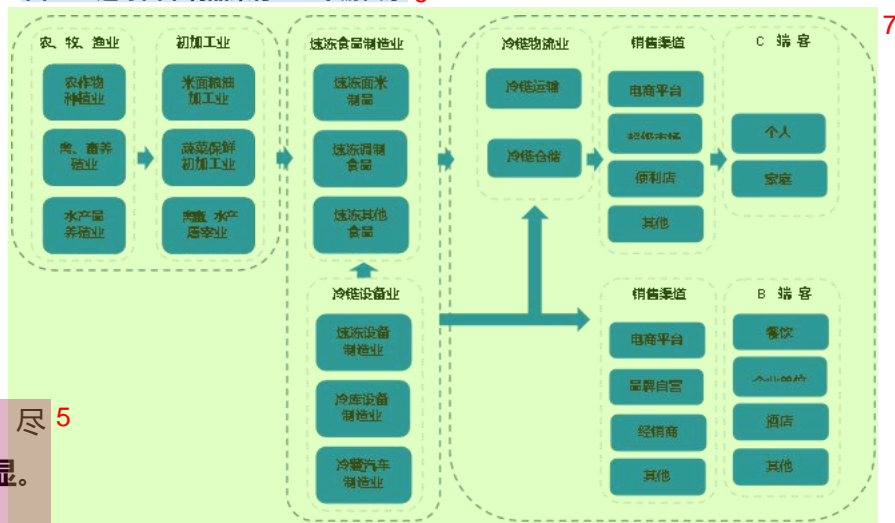 7
农、牧、渔业
初加工业
速冻食品制造业
冷链物流业
销售渠道
C 端 客
农作物
种植业
米面粮油
加工业
速冻面米
制品
冷链运输
电商平台
禽、畜养
殖业
蔬菜保鲜
初加工业
速冻调制
食品
冷链仓储
超级市场
个人
便利店
家庭
水产品
养殖业
禽畜、水产
屠宰业
速冻其他
食品
其他
冷链设备业
销售渠道
B 端 客
速冻设备
制造业
电商平台
餐饮
品牌自营
企业单位
冷库设备
制造业
经销商
酒店
冷藏汽车
制造业
其他
其他
尽 5
显。